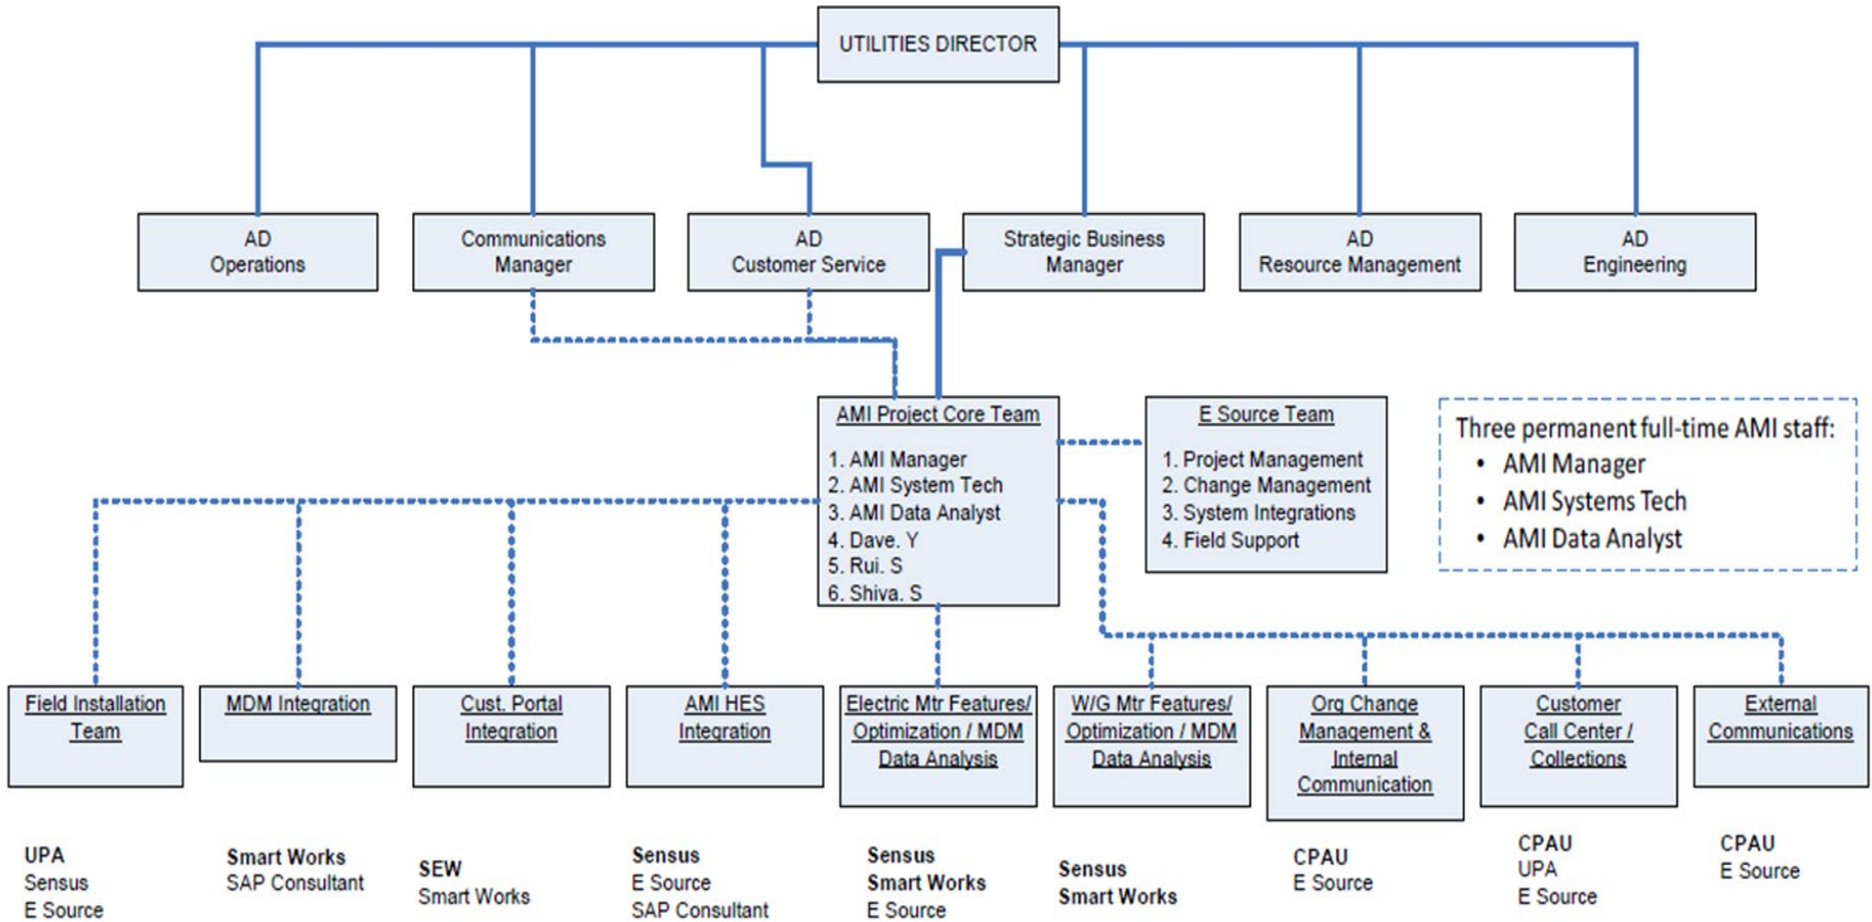 UTILITIES DIRECTOR
AD
Operations
Communications
Manager
AD
Customer Service
Strategic Business
Manager
AD
Resource Management
AD
Engineering
AMI Project Core Team
1. AMI Manager
2. AMI System Tech
3. AMI Data Analyst
4. Dave. Y
5. Rui. S
6. Shiva. S
E Source Team
1. Project Management
2. Change Management
3. System Integrations
4. Field Support
Three permanent full-time AMI staff:
• AMI Manager
• AMI Systems Tech
• AMI Data Analyst
Field Installation
Team
MDM Integration
Cust. Portal
Integration
AMI HES
Integration
Electric Mtr Features/
Optimization / MDM
Data Analysis
W/G Mtr Features/
Optimization / MDM
Data Analysis
Org Change
Management &
Internal
Communication
Customer
Call Center /
Collections
External
Communications
UPA
Sensus
E Source
Smart Works
SAP Consultant
SEW
Smart Works
Sensus
E Source
SAP Consultant
Sensus
Smart Works
E Source
Sensus
Smart Works
CPAU
E Source
CPAU
UPA
E Source
CPAU
E Source